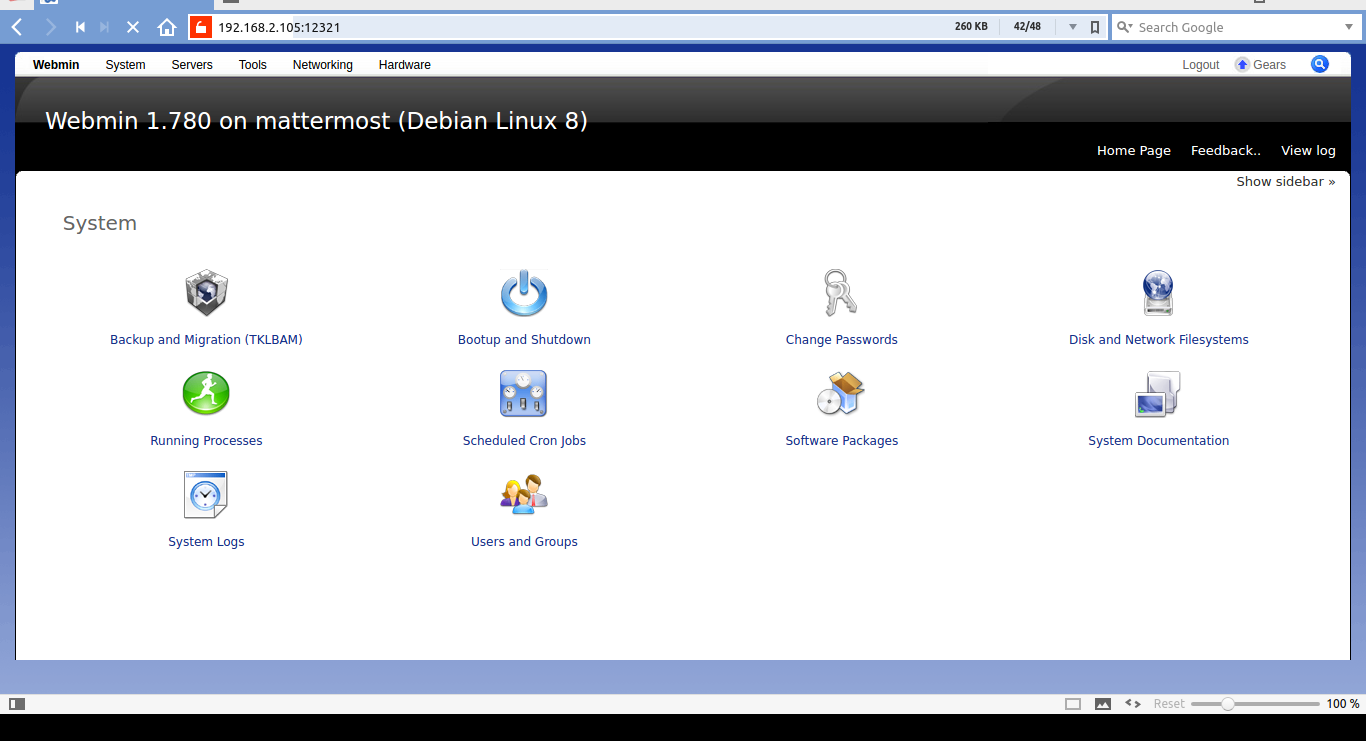 192.168.2.105:12321 260 KB 42/48 Search Google
Webmin System Servers Tools Networking Hardware Logout Gears
Webmin 1.780 on mattermost (Debian Linux 8)
Home Page Feedback.. View log
Show sidebar »
System
Backup and Migration (TKLBAM) Bootup and Shutdown Change Passwords Disk and Network Filesystems
Running Processes Scheduled Cron Jobs Software Packages System Documentation
System Logs Users and Groups
Reset 100 %